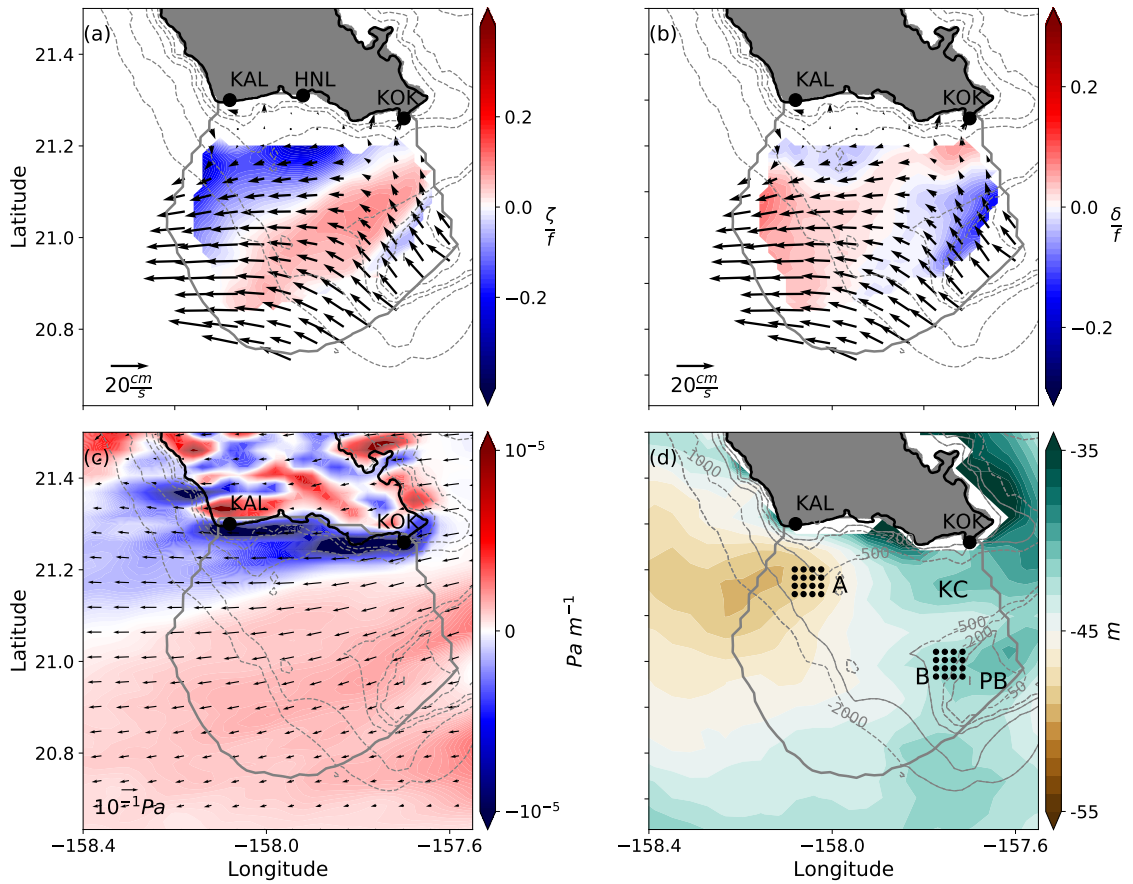 (a)
KAL
HNL
KOK
21.4
21.2
21.0
20.8
Latitude
20 cm/s
0.2
0.0
−0.2
ζ/f
(b)
KAL
KOK
20 cm/s
0.2
0.0
−0.2
δ/f
(c)
KAL
KOK
21.4
21.2
21.0
20.8
Latitude
10⁻¹Pa
−158.4
−158.0
−157.6
Longitude
10⁻⁵
0
−10⁻⁵
Pa m⁻¹
(d)
-1000
KAL
KOK
-200
-500
A
KC
-500
-200
B
PB
-50
-2000
−158.4
−158.0
−157.6
Longitude
-35
-45
-55
m